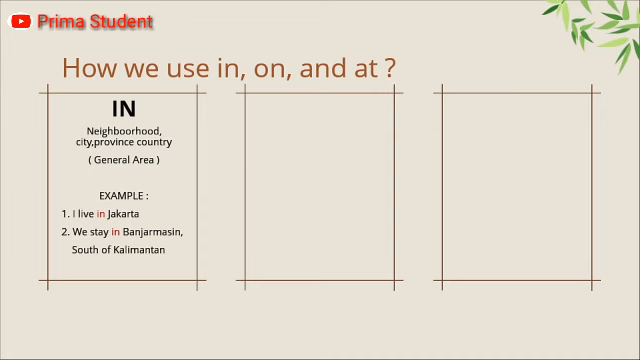 Prima Student
How we use in, on, and at ?
IN
Neighboorhood,
city,province country
( General Area )
EXAMPLE :
1. I live in Jakarta
2. We stay in Banjarmasin,
South of Kalimantan